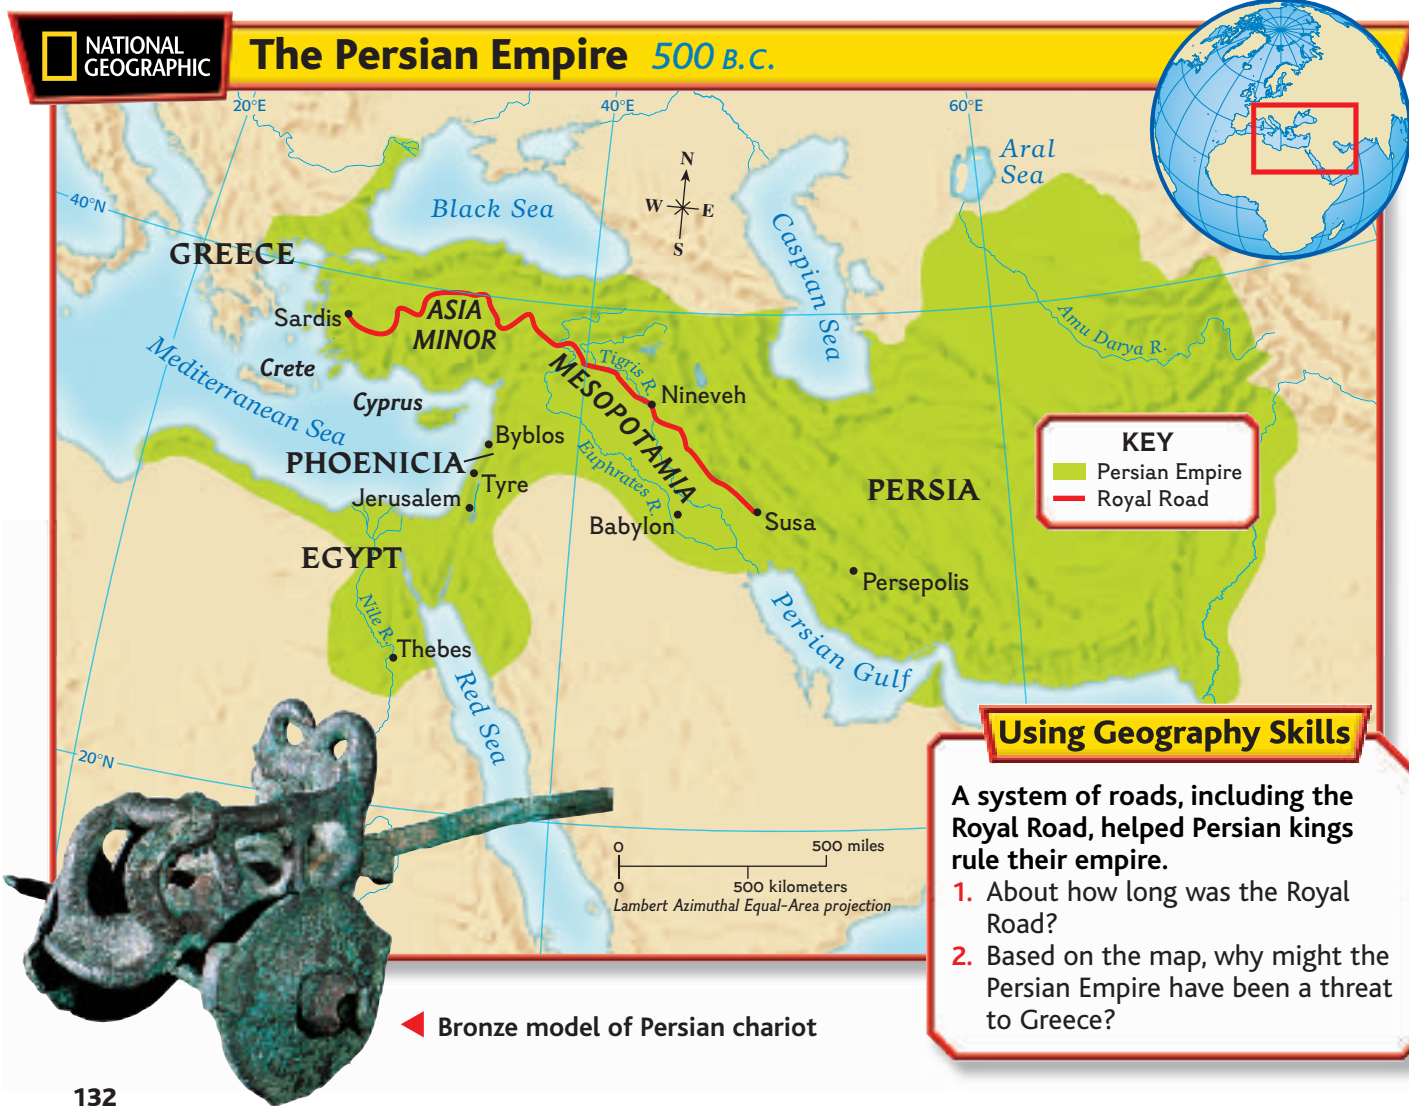 NATIONAL
GEOGRAPHIC
The Persian Empire 500 B.C.
20°E
40°E
60°E
40°N
20°N
N
W
E
S
Aral
Sea
Black Sea
Caspian Sea
GREECE
Sardis
ASIA
MINOR
Amu Darya R.
Mediterranean Sea
Crete
Cyprus
Tigris R.
MESOPOTAMIA
Nineveh
Byblos
PHOENICIA
Tyre
Euphrates R.
Jerusalem
Babylon
Susa
PERSIA
KEY
Persian Empire
Royal Road
EGYPT
Persepolis
Nile R.
Thebes
Persian Gulf
Red Sea
0 500 miles
0 500 kilometers
Lambert Azimuthal Equal-Area projection
Using Geography Skills
A system of roads, including the
Royal Road, helped Persian kings
rule their empire.
1. About how long was the Royal
Road?
2. Based on the map, why might the
Persian Empire have been a threat
to Greece?
Bronze model of Persian chariot
132